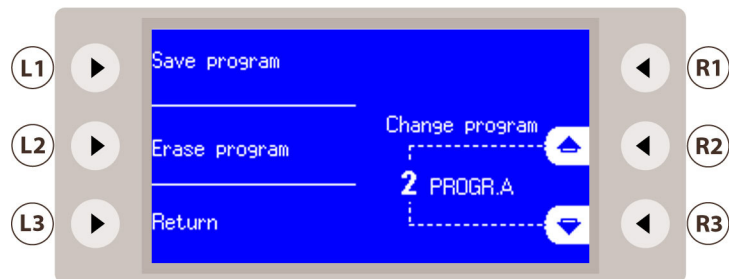 L1
Save program
R1
L2
Erase program
Change program
R2
2 PROGR.A
L3
Return
R3